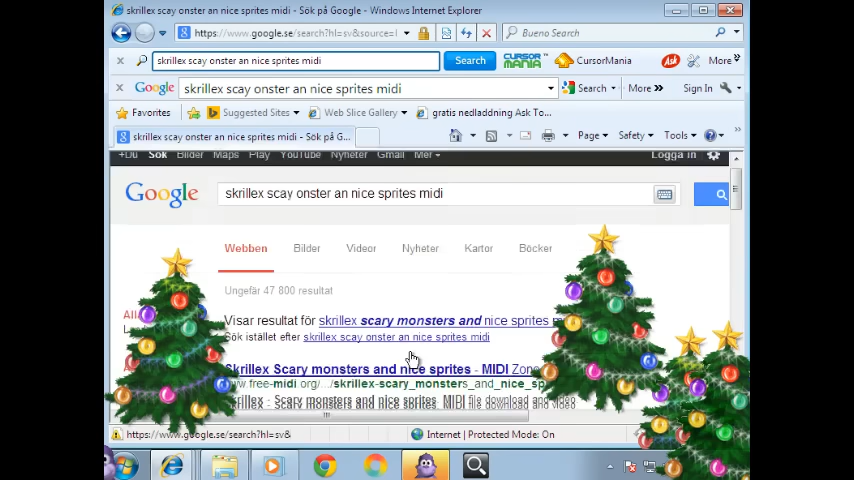 skrillex scay onster an nice sprites midi - Sök på Google - Windows Internet Explorer
https://www.google.se/search?hl=sv&source=l
Bueno Search
skrillex scay onster an nice sprites midi
Search
CURSOR MANIA
CursorMania
Ask
More »
Google
skrillex scay onster an nice sprites midi
Search
More »
Sign In
Favorites
Suggested Sites
Web Slice Gallery
gratis nedladdning Ask To...
skrillex scay onster an nice sprites midi - Sök på G...
Page
Safety
Tools
+Du Sök Bilder Maps Play YouTube Nyheter Gmail Mer
Logga in
Google
skrillex scay onster an nice sprites midi
Webben Bilder Videor Nyheter Kartor Böcker
Ungefär 47 800 resultat
Visar resultat för skrillex scary monsters and nice sprites
Sök istället efter skrillex scay onster an nice sprites midi
Skrillex Scary monsters and nice sprites - MIDI Zone
www.free-midi.org/.../skrillex-scary_monsters_and_nice_sp
Skrillex - Scary monsters and nice sprites. MIDI file download and video
https://www.google.se/search?hl=sv&
Internet | Protected Mode: On